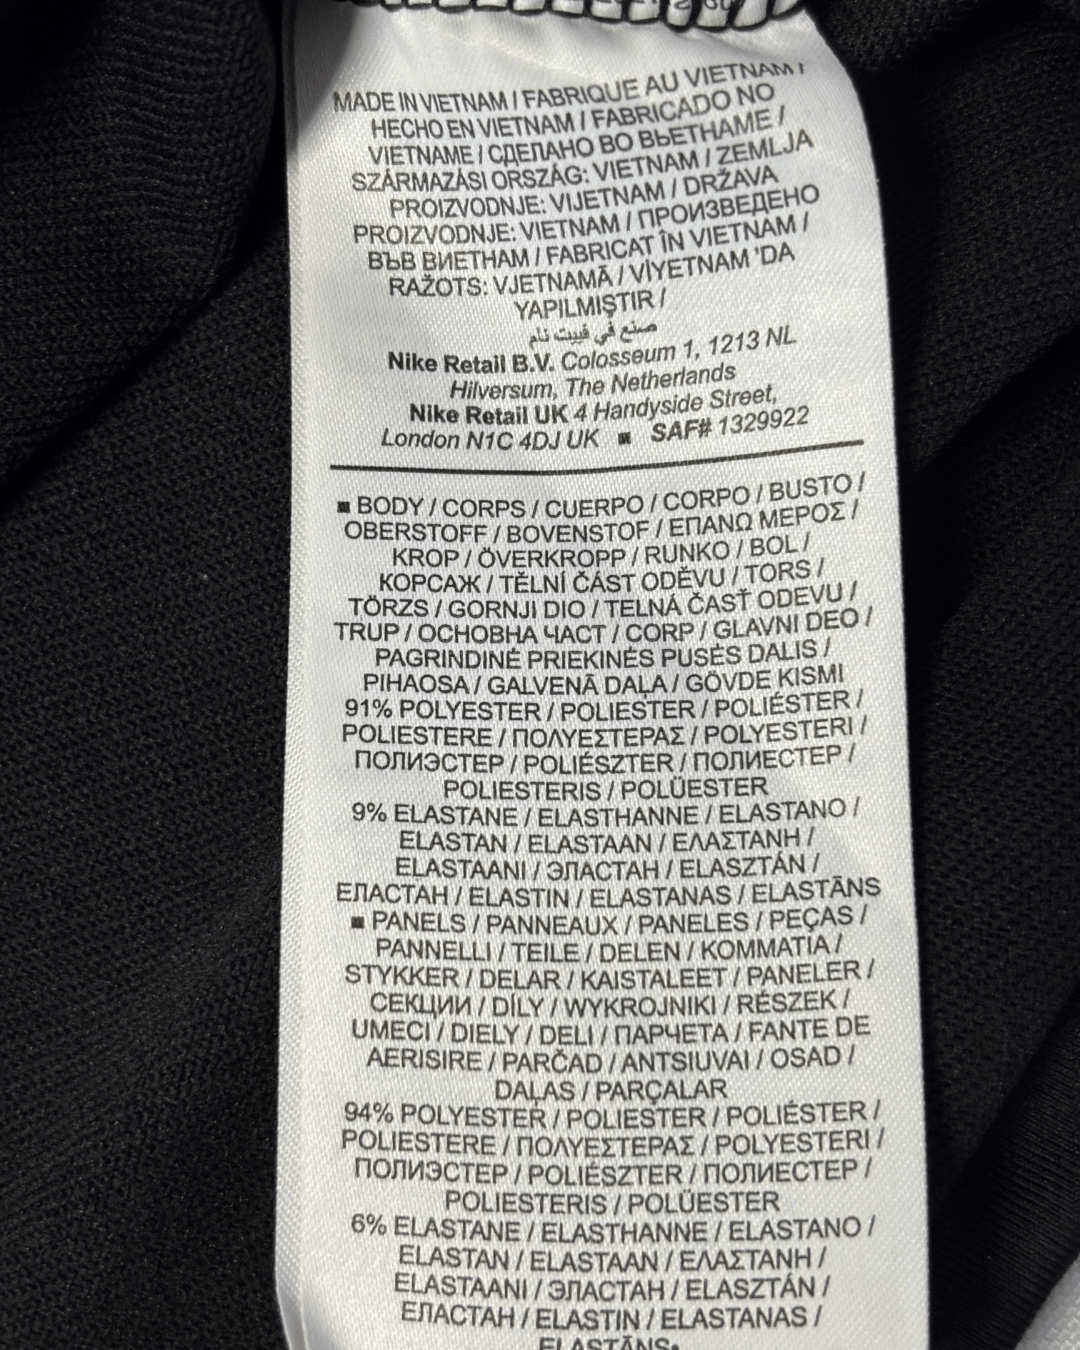 MADE IN VIETNAM / FABRIQUE AU VIETNAM /
HECHO EN VIETNAM / FABRICADO NO
VIETNAME / СДЕЛАНО ВО ВЬЕТНАМЕ /
SZÁRMAZÁSI ORSZÁG: VIETNAM / ZEMLJA
PROIZVODNJE: VIJETNAM / DRŽAVA
PROIZVODNJE: VIETNAM / ПРОИЗВЕДЕНО
ВЪВ ВИЕТНАМ / FABRICAT ÎN VIETNAM /
RAŽOTS: VJETNAMĀ / VİYETNAM 'DA
YAPILMIŞTIR /
صنع في فييت نام
Nike Retail B.V. Colosseum 1, 1213 NL
Hilversum, The Netherlands
Nike Retail UK 4 Handyside Street,
London N1C 4DJ UK ■ SAF# 1329922
■ BODY / CORPS / CUERPO / CORPO / BUSTO /
OBERSTOFF / BOVENSTOF / ΕΠΑΝΩ ΜΕΡΟΣ /
KROP / ÖVERKROPP / RUNKO / BOL /
КОРСАЖ / TĚLNÍ ČÁST ODĚVU / TORS /
TÖRZS / GORNJI DIO / TELNÁ ČASŤ ODEVU /
TRUP / ОСНОВНА ЧАСТ / CORP / GLAVNI DEO /
PAGRINDINĖ PRIEKINĖS PUSĖS DALIS /
PIHAOSA / GALVENĀ DAĻA / GÖVDE KISMI
91% POLYESTER / POLIESTER / POLIÉSTER /
POLIESTERE / ΠΟΛΥΕΣΤΕΡΑΣ / POLYESTERI /
ПОЛИЭСТЕР / POLIÉSZTER / ПОЛИЕСТЕР /
POLIESTERIS / POLÜESTER
9% ELASTANE / ELASTHANNE / ELASTANO /
ELASTAN / ELASTAAN / ΕΛΑΣΤΑΝΗ /
ELASTAANI / ЭЛАСТАН / ELASZTÁN /
ЕЛАСТАН / ELASTIN / ELASTANAS / ELASTĀNS
■ PANELS / PANNEAUX / PANELES / PEÇAS /
PANNELLI / TEILE / DELEN / ΚΟΜΜΑΤΙΑ /
STYKKER / DELAR / KAISTALEET / PANELER /
СЕКЦИИ / DÍLY / WYKROJNIKI / RÉSZEK /
UMECI / DIELY / DELI / ПАРЧЕТА / FANTE DE
AERISIRE / PARČAD / ANTSIUVAI / OSAD /
DAĻAS / PARÇALAR
94% POLYESTER / POLIESTER / POLIÉSTER /
POLIESTERE / ΠΟΛΥΕΣΤΕΡΑΣ / POLYESTERI /
ПОЛИЭСТЕР / POLIÉSZTER / ПОЛИЕСТЕР /
POLIESTERIS / POLÜESTER
6% ELASTANE / ELASTHANNE / ELASTANO /
ELASTAN / ELASTAAN / ΕΛΑΣΤΑΝΗ /
ELASTAANI / ЭЛАСТАН / ELASZTÁN /
ЕЛАСТАН / ELASTIN / ELASTANAS /
ELASTĀNS•